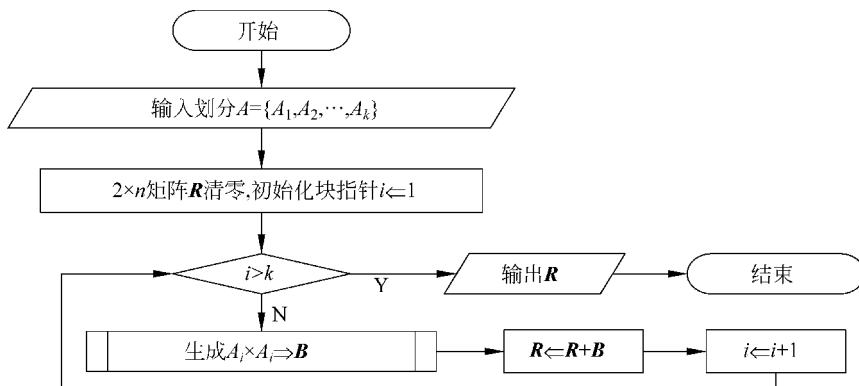 开始
输入划分A={A₁,A₂,⋯,Aₖ}
2×n矩阵R清零,初始化块指针i⇐1
i>k
Y
输出R
结束
N
生成Aᵢ×Aᵢ⇒B
R⇐R+B
i⇐i+1